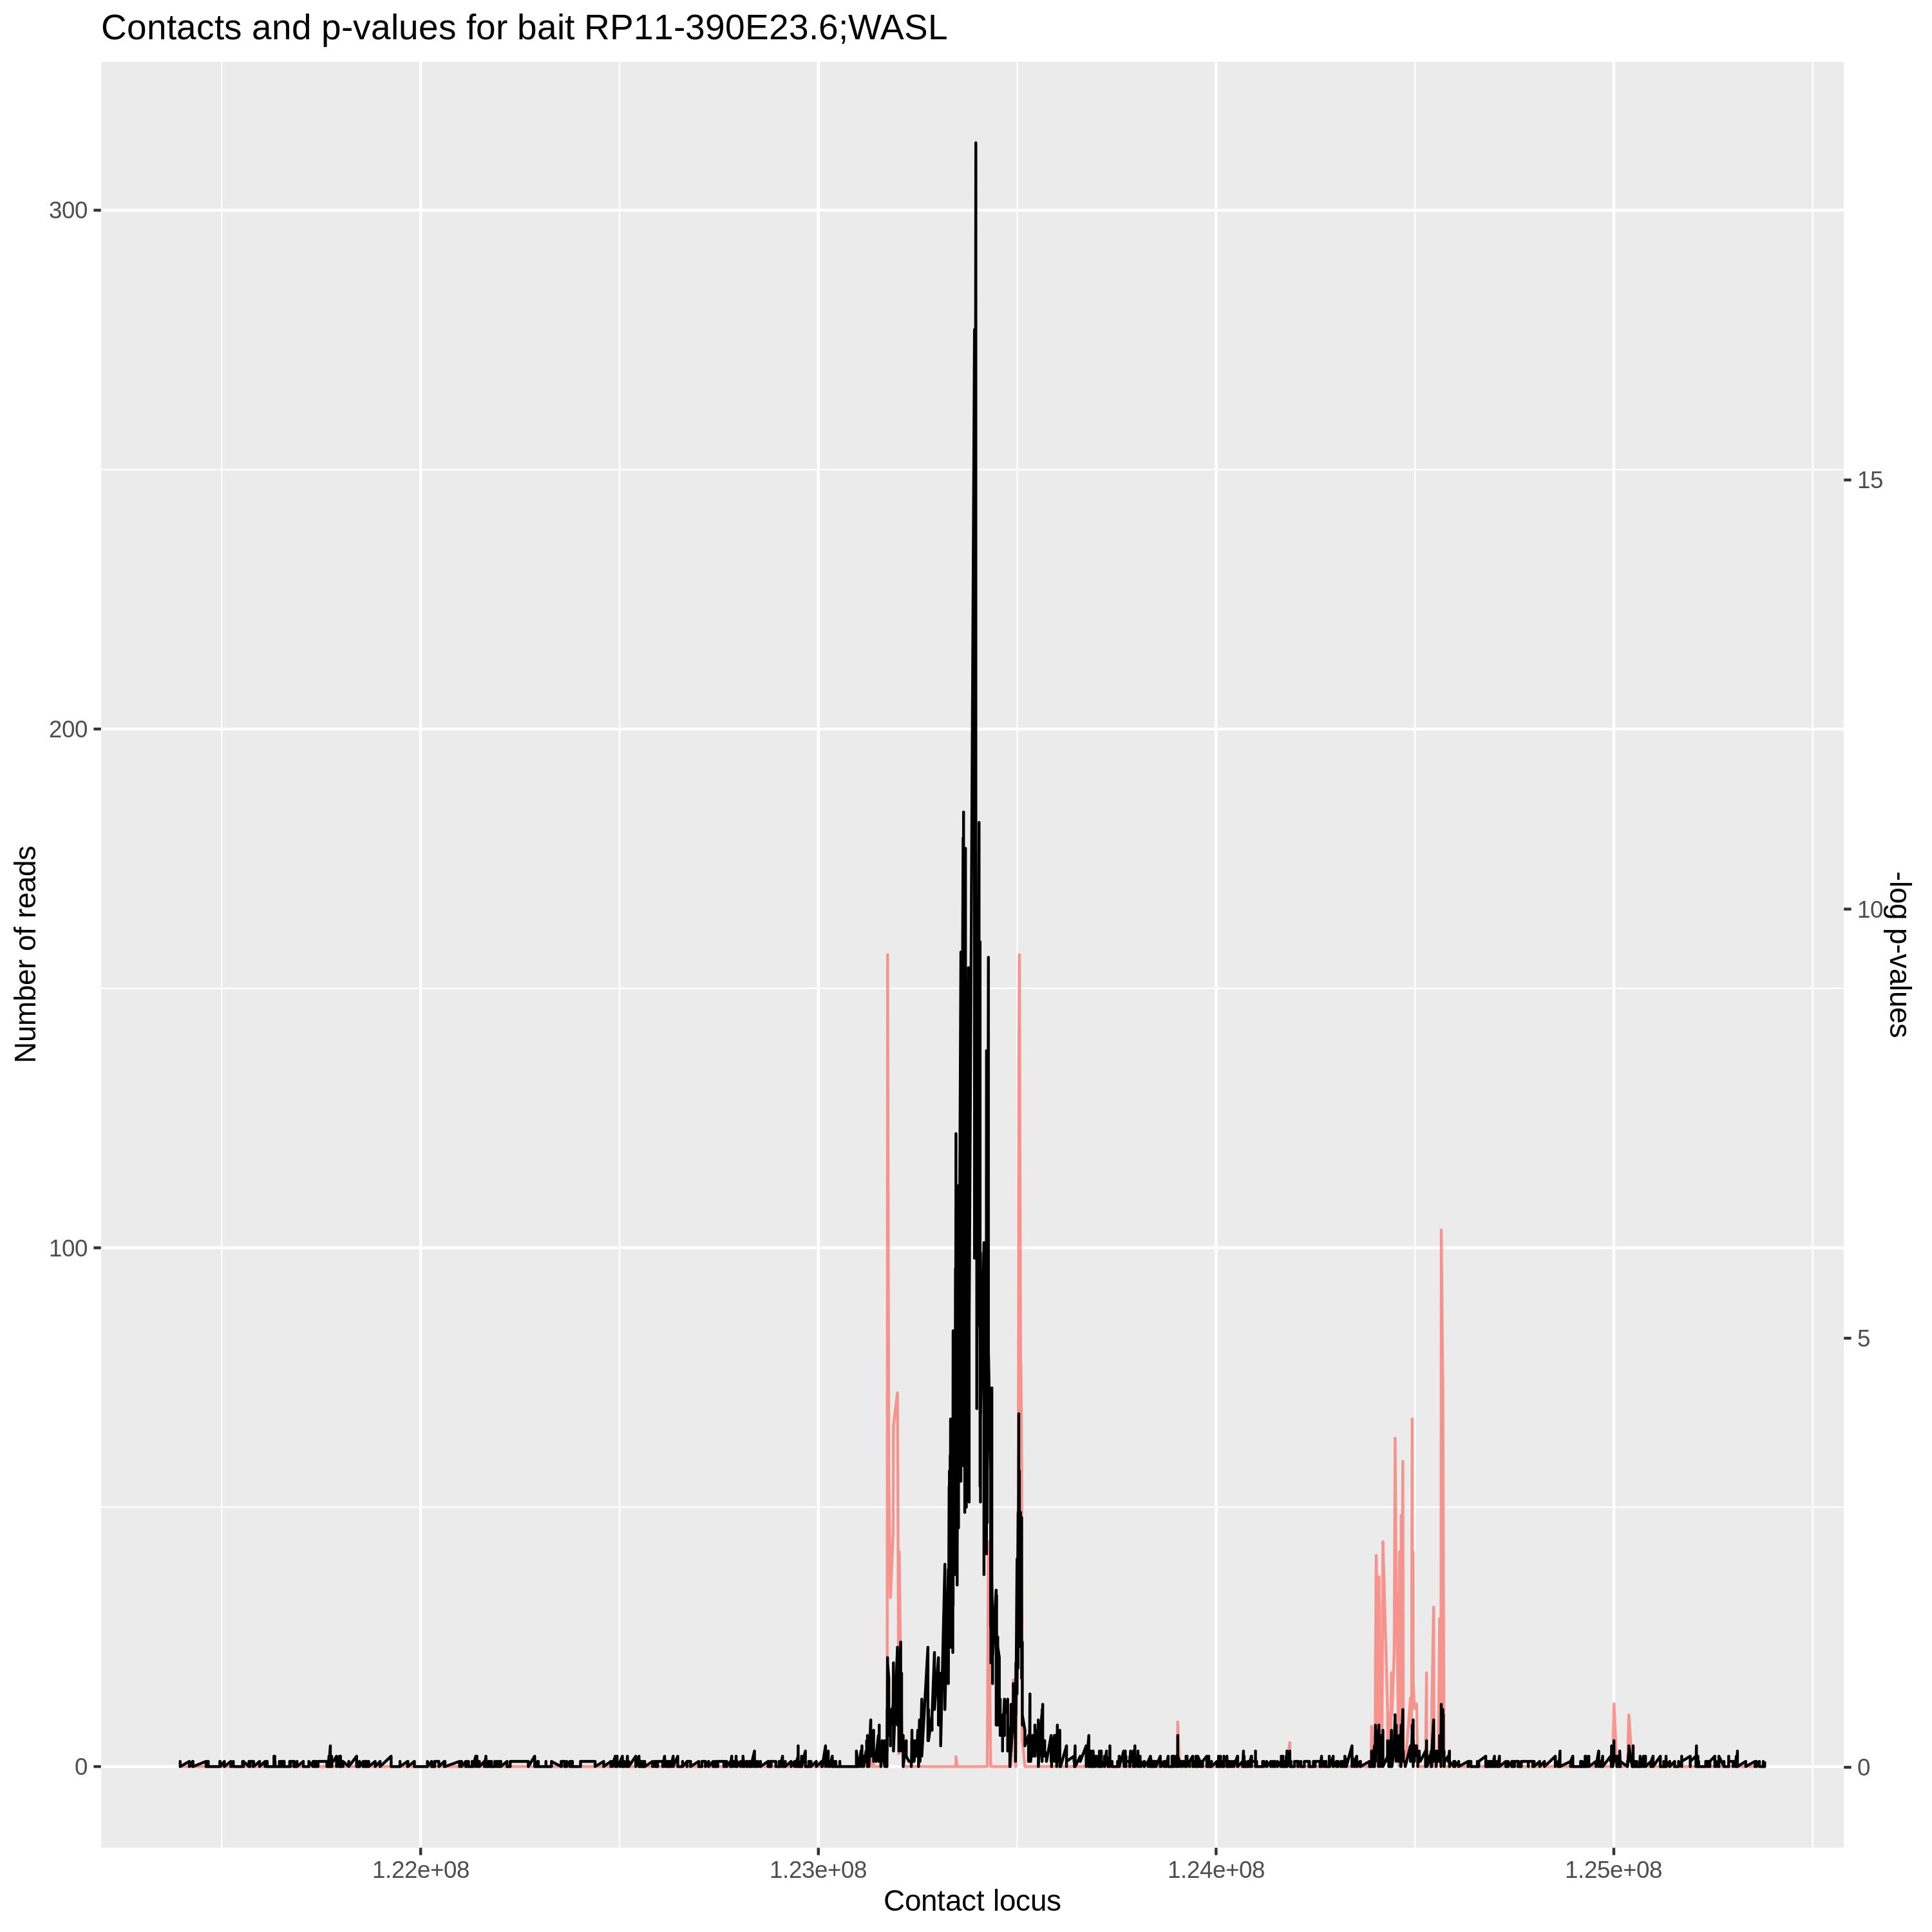 Contacts and p-values for bait RP11-390E23.6;WASL
300
200
100
0
Number of reads
15
10
5
0
-log p-values
1.22e+08
1.23e+08
1.24e+08
1.25e+08
Contact locus